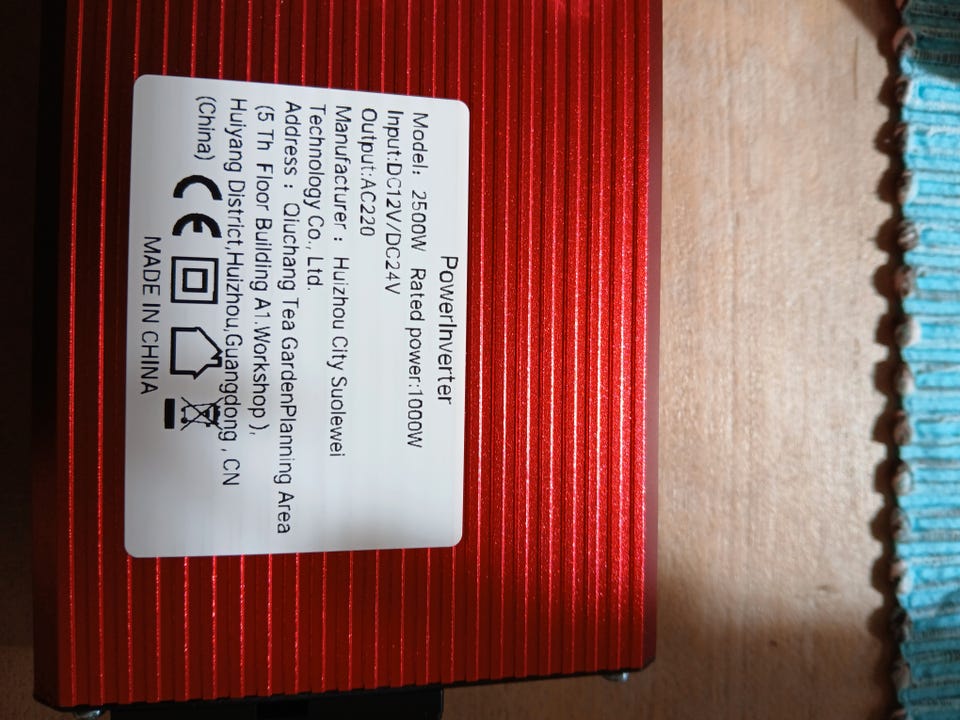 PowerInverter
Model： 2500W Rated power:1000W
Input:DC12V/DC24V
Output:AC220
Manufacturer： Huizhou City Suolewei
Technology Co., Ltd.
Address： Qiuchang Tea GardenPlanning Area
(5 Th Floor Building A1.Workshop ),
Huiyang District,Huizhou,Guangdong , CN
(China)
CE
MADE IN CHINA